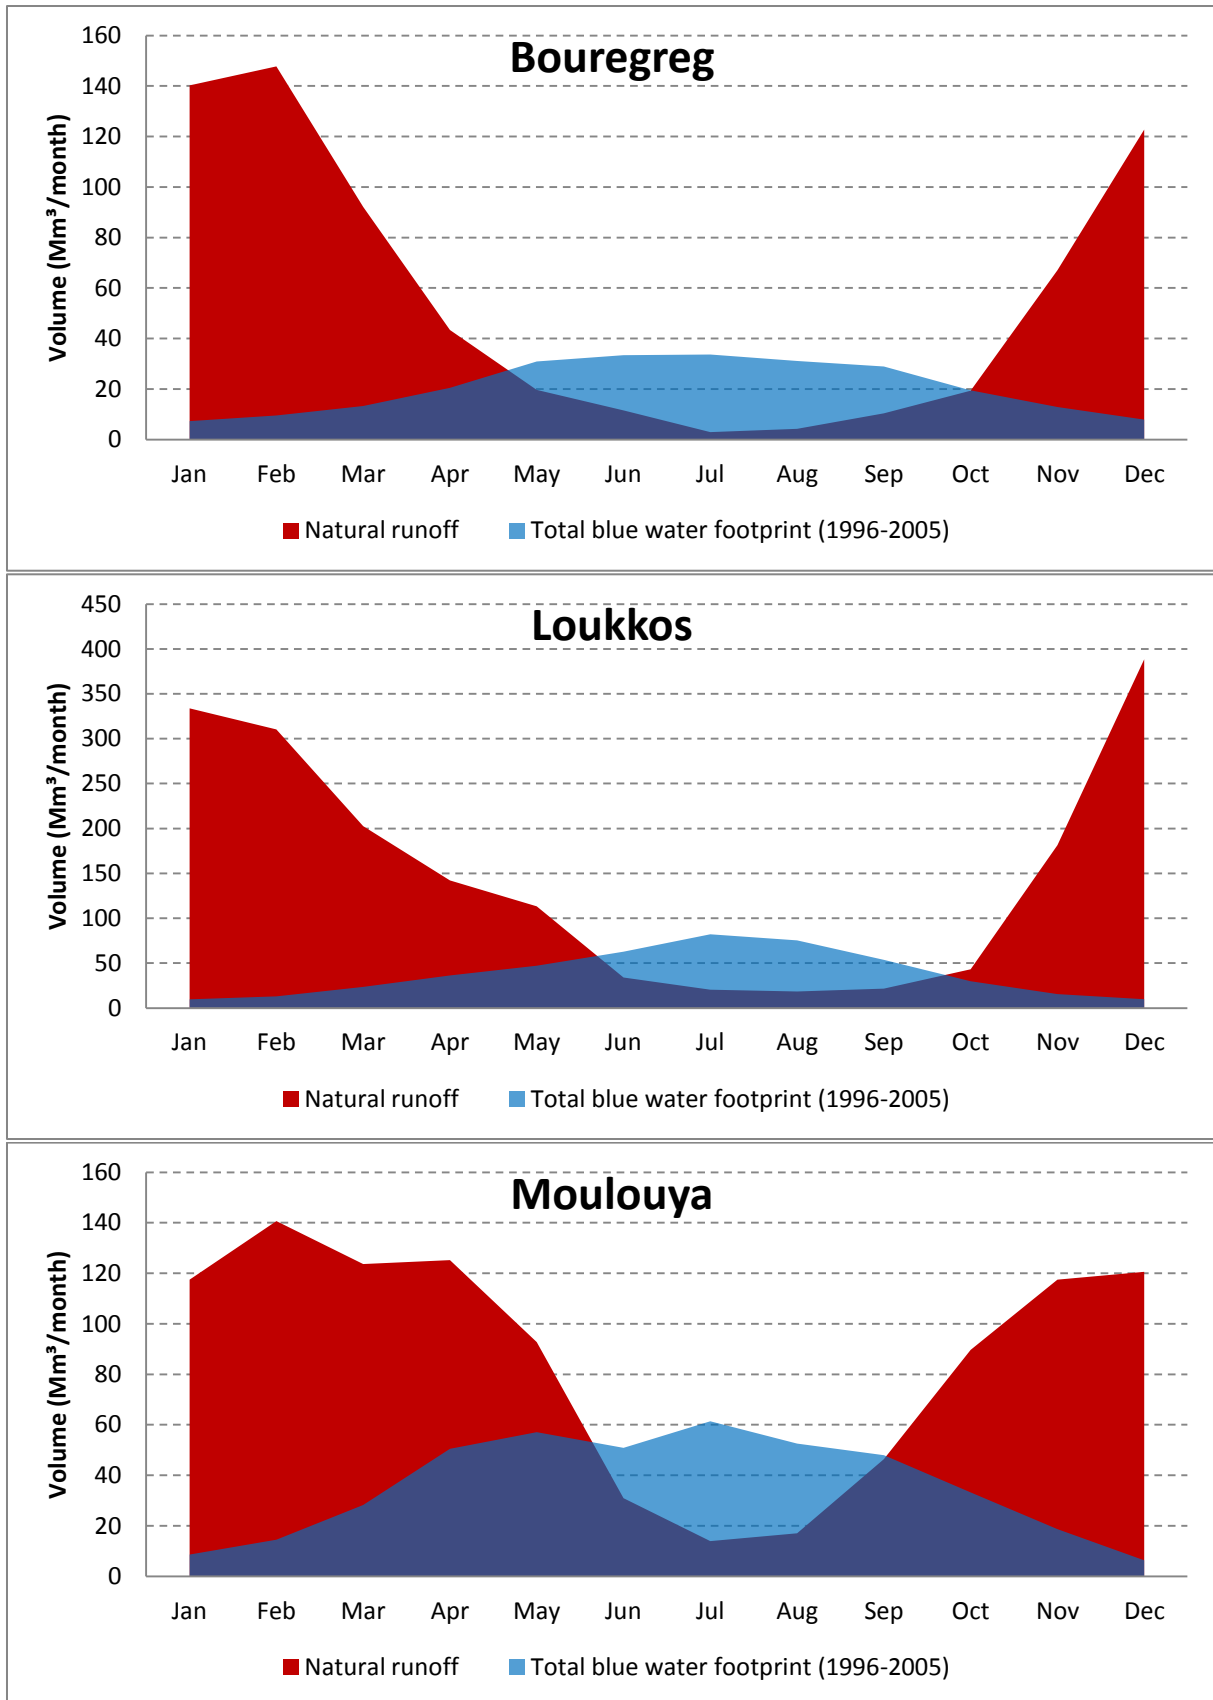 Bouregreg
Volume (Mm³/month)
160
140
120
100
80
60
40
20
0
Jan Feb Mar Apr May Jun Jul Aug Sep Oct Nov Dec
Natural runoff Total blue water footprint (1996-2005)
Loukkos
Volume (Mm³/month)
450
400
350
300
250
200
150
100
50
0
Jan Feb Mar Apr May Jun Jul Aug Sep Oct Nov Dec
Natural runoff Total blue water footprint (1996-2005)
Moulouya
Volume (Mm³/month)
160
140
120
100
80
60
40
20
0
Jan Feb Mar Apr May Jun Jul Aug Sep Oct Nov Dec
Natural runoff Total blue water footprint (1996-2005)